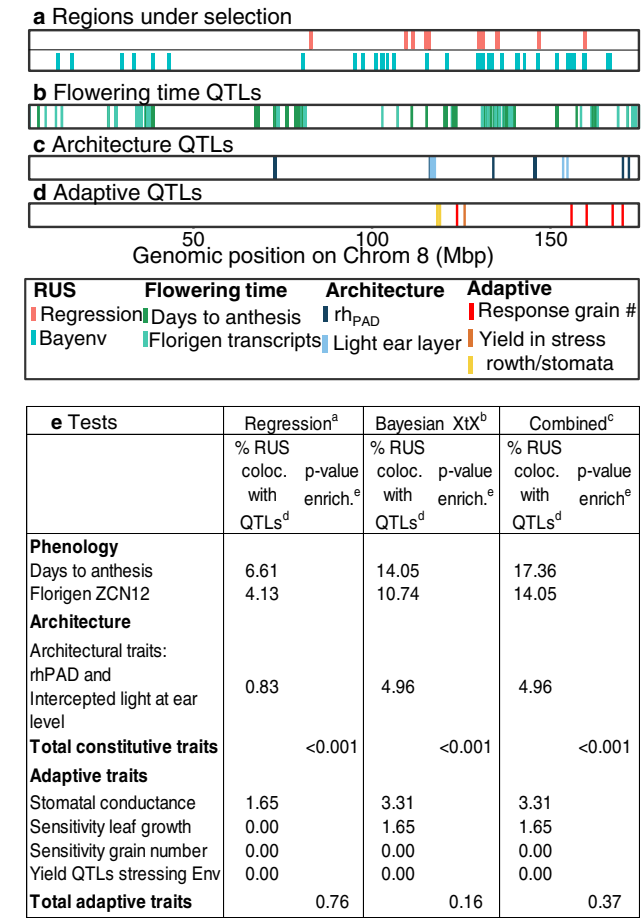 a Regions under selection
b Flowering time QTLs
c Architecture QTLs
d Adaptive QTLs
50 100 150
Genomic position on Chrom 8 (Mbp)
RUS Flowering time Architecture Adaptive
Regression Days to anthesis rhPAD Response grain #
Bayenv Florigen transcripts Light ear layer Yield in stress
rowth/stomata
e Tests Regressiona Bayesian XtXb Combinedc
% RUS % RUS % RUS
coloc. p-value coloc. p-value coloc. p-value
with enrich.e with enrich.e with enriche
QTLsd QTLsd QTLsd
Phenology
Days to anthesis 6.61 14.05 17.36
Florigen ZCN12 4.13 10.74 14.05
Architecture
Architectural traits:
rhPAD and
Intercepted light at ear
level
0.83 4.96 4.96
Total constitutive traits <0.001 <0.001 <0.001
Adaptive traits
Stomatal conductance 1.65 3.31 3.31
Sensitivity leaf growth 0.00 1.65 1.65
Sensitivity grain number 0.00 0.00 0.00
Yield QTLs stressing Env 0.00 0.00 0.00
Total adaptive traits 0.76 0.16 0.37